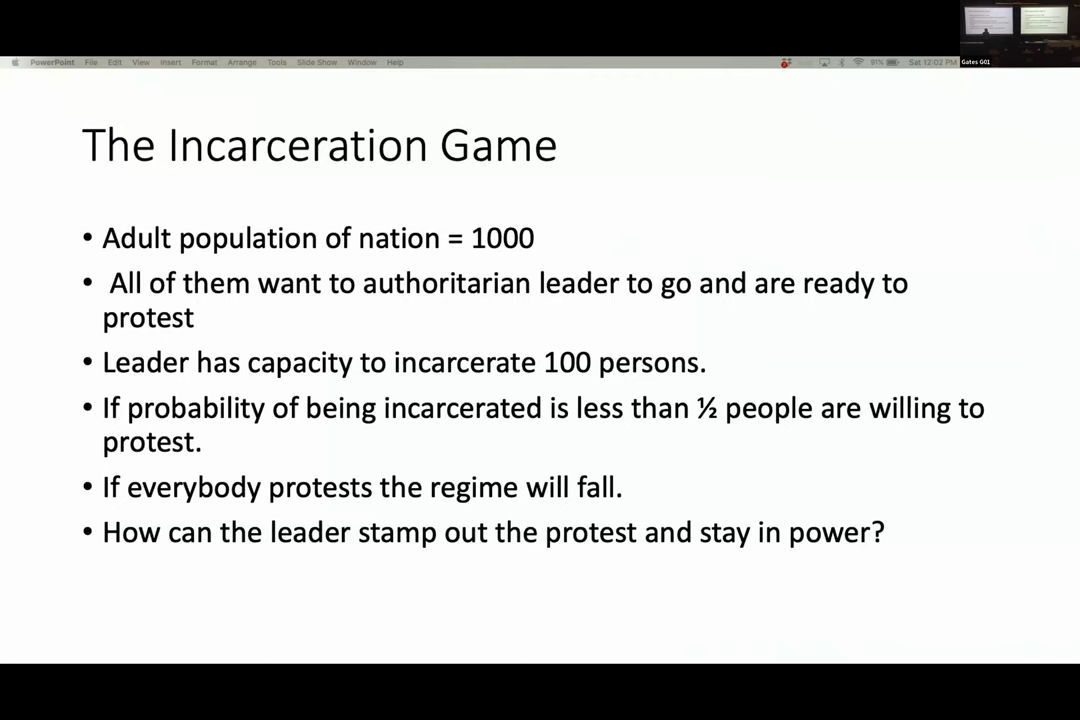 PowerPoint File Edit View Insert Format Arrange Tools Slide Show Window Help 91% Sat 12:02 PM
Gates G01
The Incarceration Game
• Adult population of nation = 1000
• All of them want to authoritarian leader to go and are ready to
protest
• Leader has capacity to incarcerate 100 persons.
• If probability of being incarcerated is less than ½ people are willing to
protest.
• If everybody protests the regime will fall.
• How can the leader stamp out the protest and stay in power?